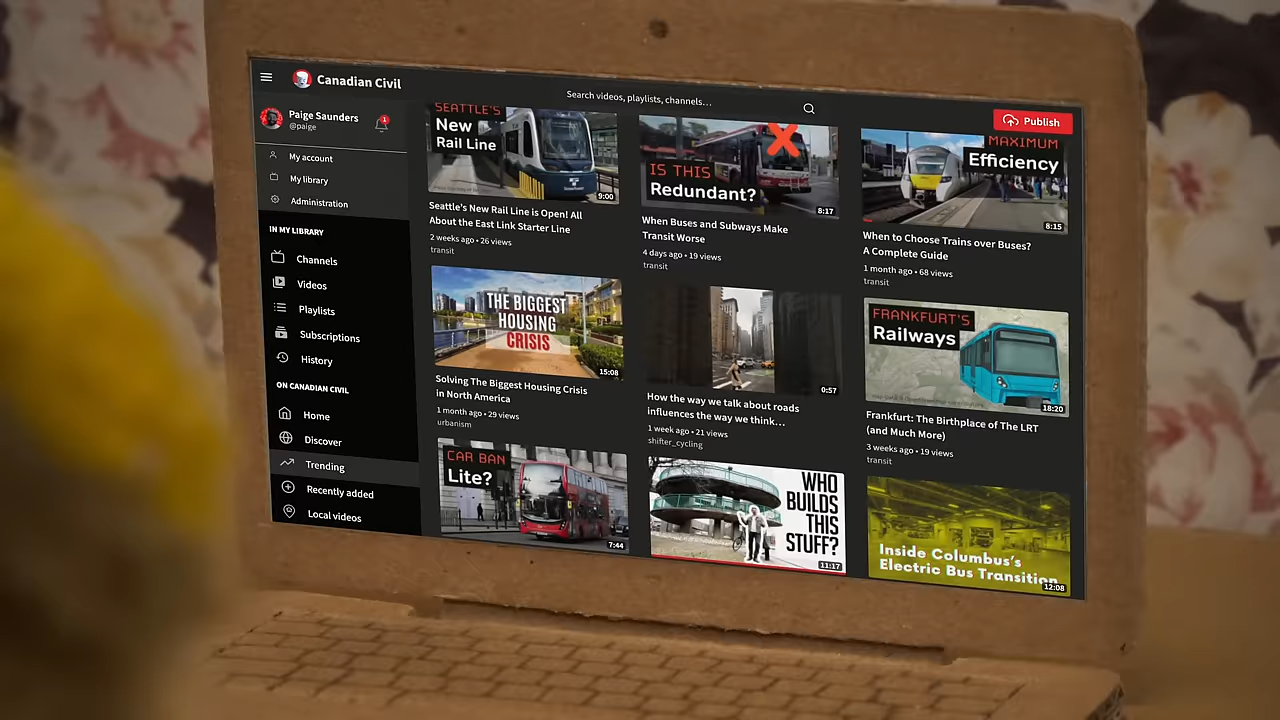 Canadian Civil
Search videos, playlists, channels…
Publish
Paige Saunders
@paige
1
My account
My library
Administration
IN MY LIBRARY
Channels
Videos
Playlists
Subscriptions
History
ON CANADIAN CIVIL
Home
Discover
Trending
Recently added
Local videos
SEATTLE'S
New
Rail Line
9:00
Seattle's New Rail Line is Open! All
About the East Link Starter Line
2 weeks ago • 26 views
transit
IS THIS
Redundant?
8:17
When Buses and Subways Make
Transit Worse
4 days ago • 19 views
transit
MAXIMUM
Efficiency
8:15
When to Choose Trains over Buses?
A Complete Guide
1 month ago • 68 views
transit
THE BIGGEST
HOUSING
CRISIS
15:08
Solving The Biggest Housing Crisis
in North America
1 month ago • 29 views
urbanism
0:57
How the way we talk about roads
influences the way we think…
1 week ago • 21 views
shifter_cycling
FRANKFURT'S
Railways
18:20
Frankfurt: The Birthplace of The LRT
(and Much More)
3 weeks ago • 19 views
transit
CAR BAN
Lite?
7:44
WHO
BUILDS
THIS
STUFF?
11:17
Inside Columbus's
Electric Bus Transition
12:08